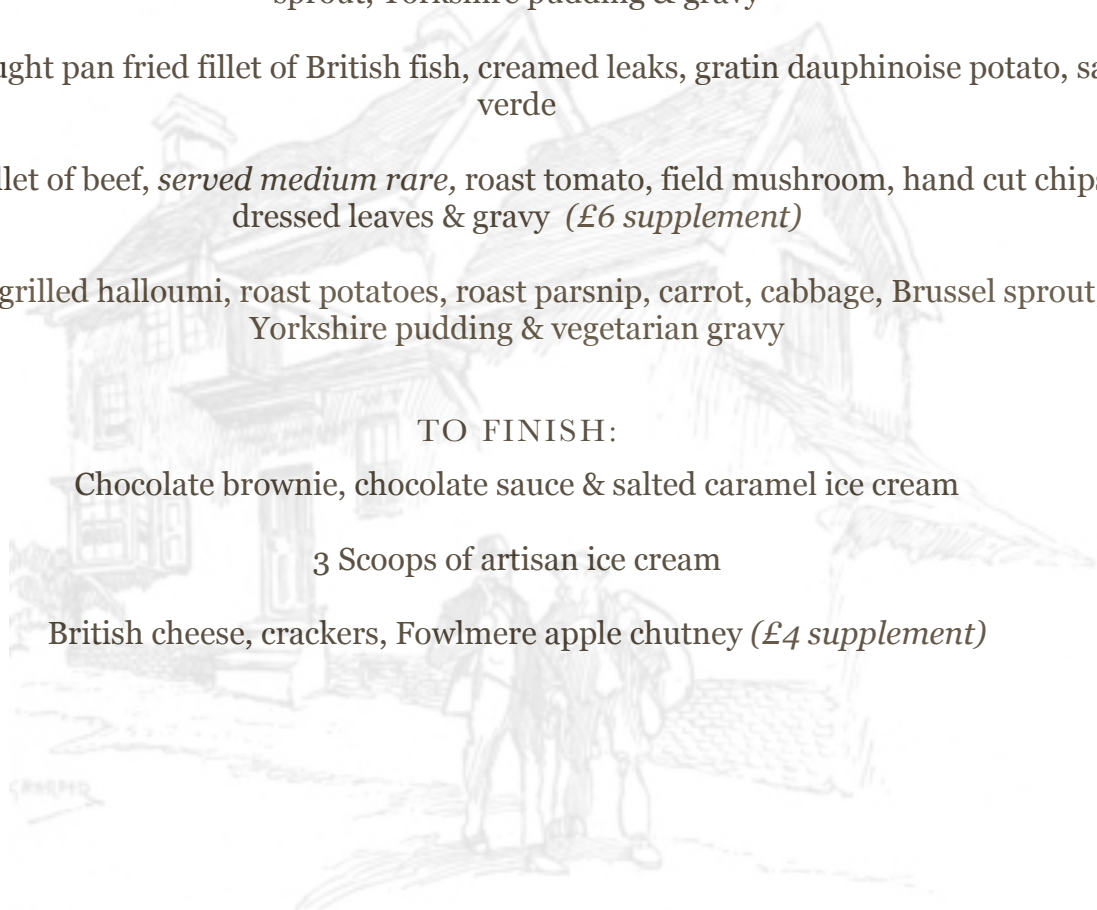 sprout, Yorkshire pudding & gravy
ught pan fried fillet of British fish, creamed leaks, gratin dauphinoise potato, sa
verde
llet of beef, served medium rare, roast tomato, field mushroom, hand cut chips
dressed leaves & gravy (£6 supplement)
grilled halloumi, roast potatoes, roast parsnip, carrot, cabbage, Brussel sprout,
Yorkshire pudding & vegetarian gravy
TO FINISH:
Chocolate brownie, chocolate sauce & salted caramel ice cream
3 Scoops of artisan ice cream
British cheese, crackers, Fowlmere apple chutney (£4 supplement)